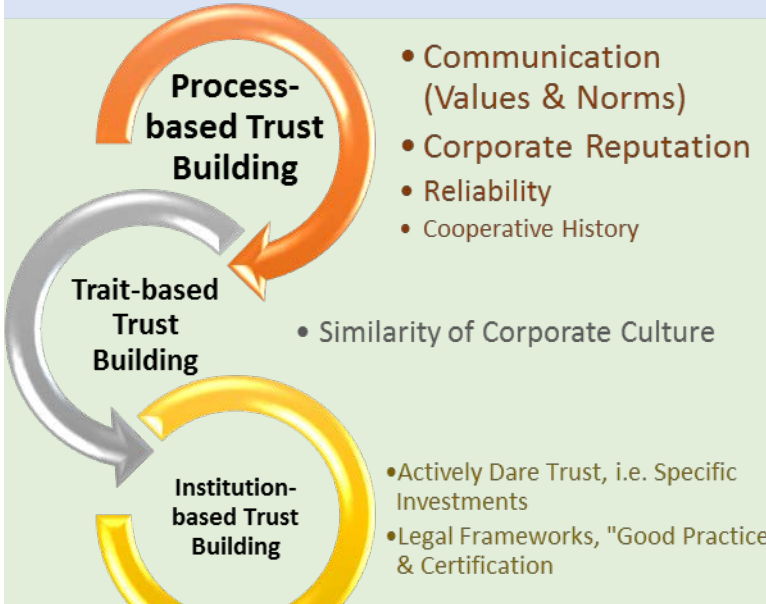 Process-
based Trust
Building
• Communication
(Values & Norms)
• Corporate Reputation
• Reliability
• Cooperative History
Trait-based
Trust
Building
• Similarity of Corporate Culture
Institution-
based Trust
Building
•Actively Dare Trust, i.e. Specific
Investments
•Legal Frameworks, "Good Practice
& Certification